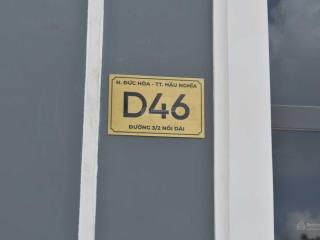 H. ĐỨC HÒA - TT. HẬU NGHĨA
D46
ĐƯỜNG 3/2 NỐI DÀI